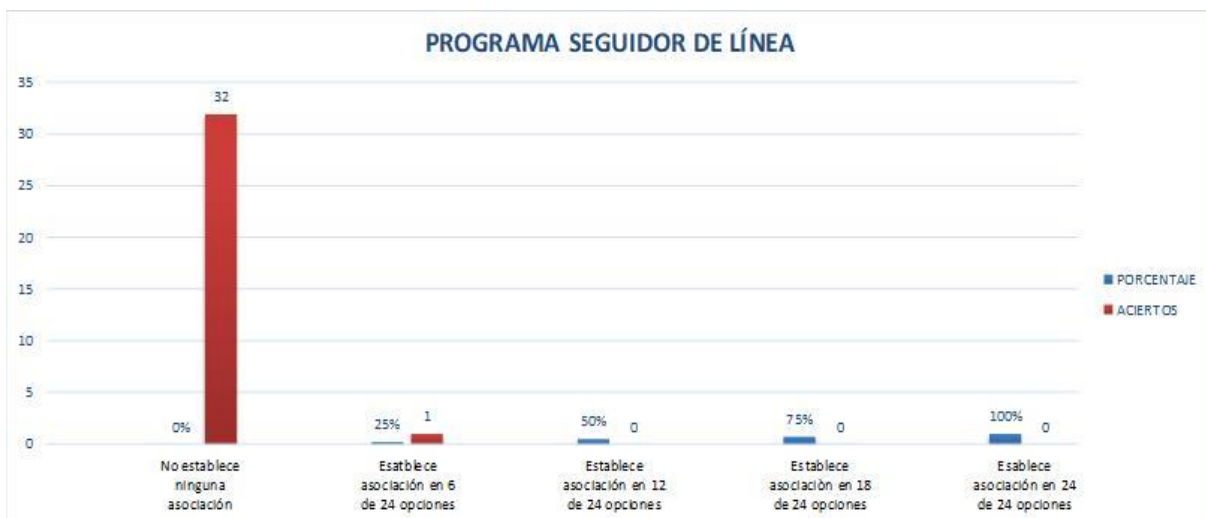 PROGRAMA SEGUIDOR DE LÍNEA
35
30
25
20
15
10
5
0
0%
32
25%
1
50%
0
75%
0
100%
0
No establece
ninguna
asociación
Esatblece
asociación en 6
de 24 opciones
Establece
asociación en 12
de 24 opciones
Establece
asociaciòn en 18
de 24 opciones
Esablece
asociación en 24
de 24 opciones
PORCENTAJE
ACIERTOS